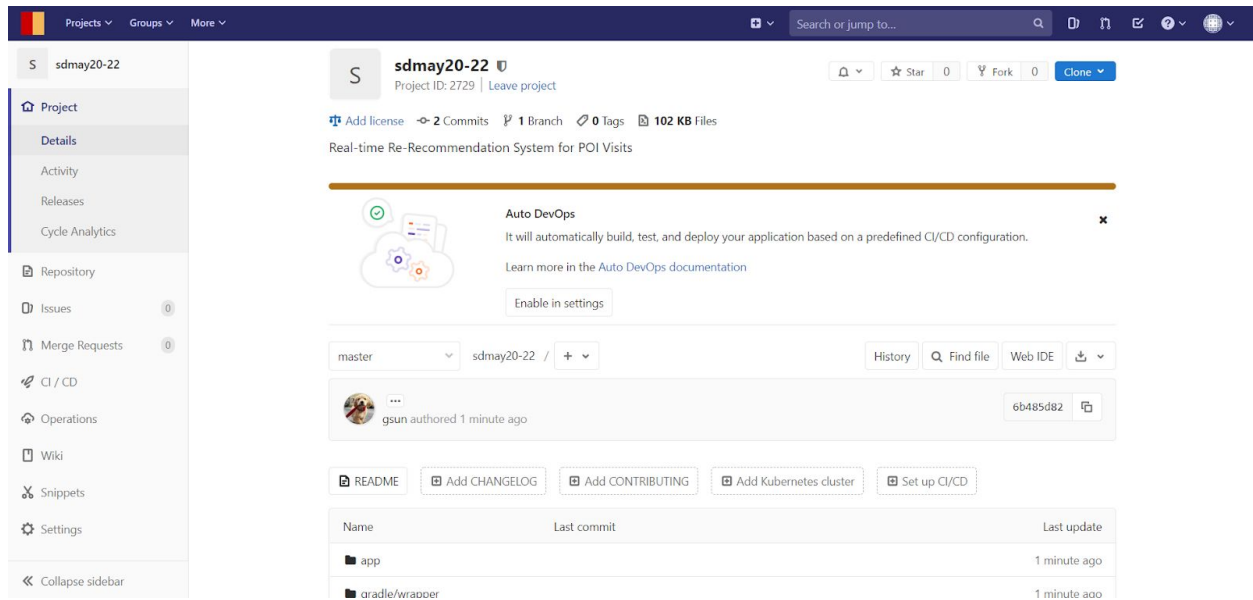 Projects Groups More Search or jump to...
S sdmay20-22
Project
Details
Activity
Releases
Cycle Analytics
Repository
Issues 0
Merge Requests 0
CI / CD
Operations
Wiki
Snippets
Settings
Collapse sidebar
S
sdmay20-22
Project ID: 2729 Leave project
Star 0 Fork 0 Clone
Add license 2 Commits 1 Branch 0 Tags 102 KB Files
Real-time Re-Recommendation System for POI Visits
Auto DevOps
It will automatically build, test, and deploy your application based on a predefined CI/CD configuration.
Learn more in the Auto DevOps documentation
Enable in settings
master sdmay20-22 / + History Find file Web IDE
...
gsun authored 1 minute ago 6b485d82
README Add CHANGELOG Add CONTRIBUTING Add Kubernetes cluster Set up CI/CD
Name Last commit Last update
app 1 minute ago
gradle/wrapper 1 minute ago